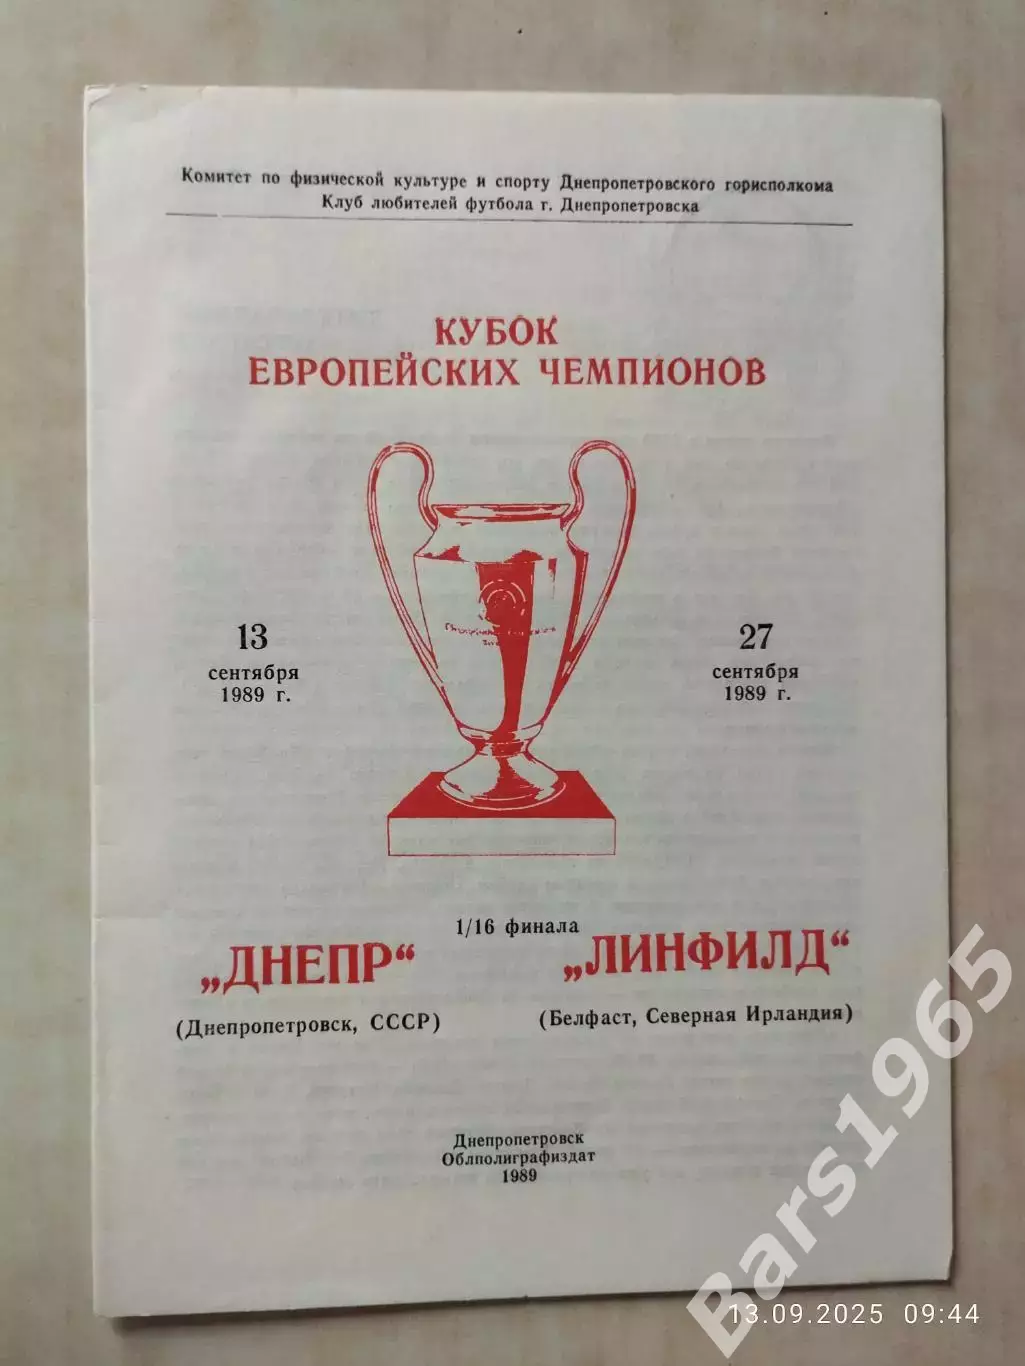 Комитет по физической культуре и спорту Днепропетровского горисполкома
Клуб любителей футбола г. Днепропетровска
КУБОК
ЕВРОПЕЙСКИХ ЧЕМПИОНОВ
13
сентября
1989 г.
27
сентября
1989 г.
1/16 финала
„ДНЕПР“
(Днепропетровск, СССР)
„ЛИНФИЛД“
(Белфаст, Северная Ирландия)
Днепропетровск
Облполиграфиздат
1989
Bars1965
13.09.2025 09:44